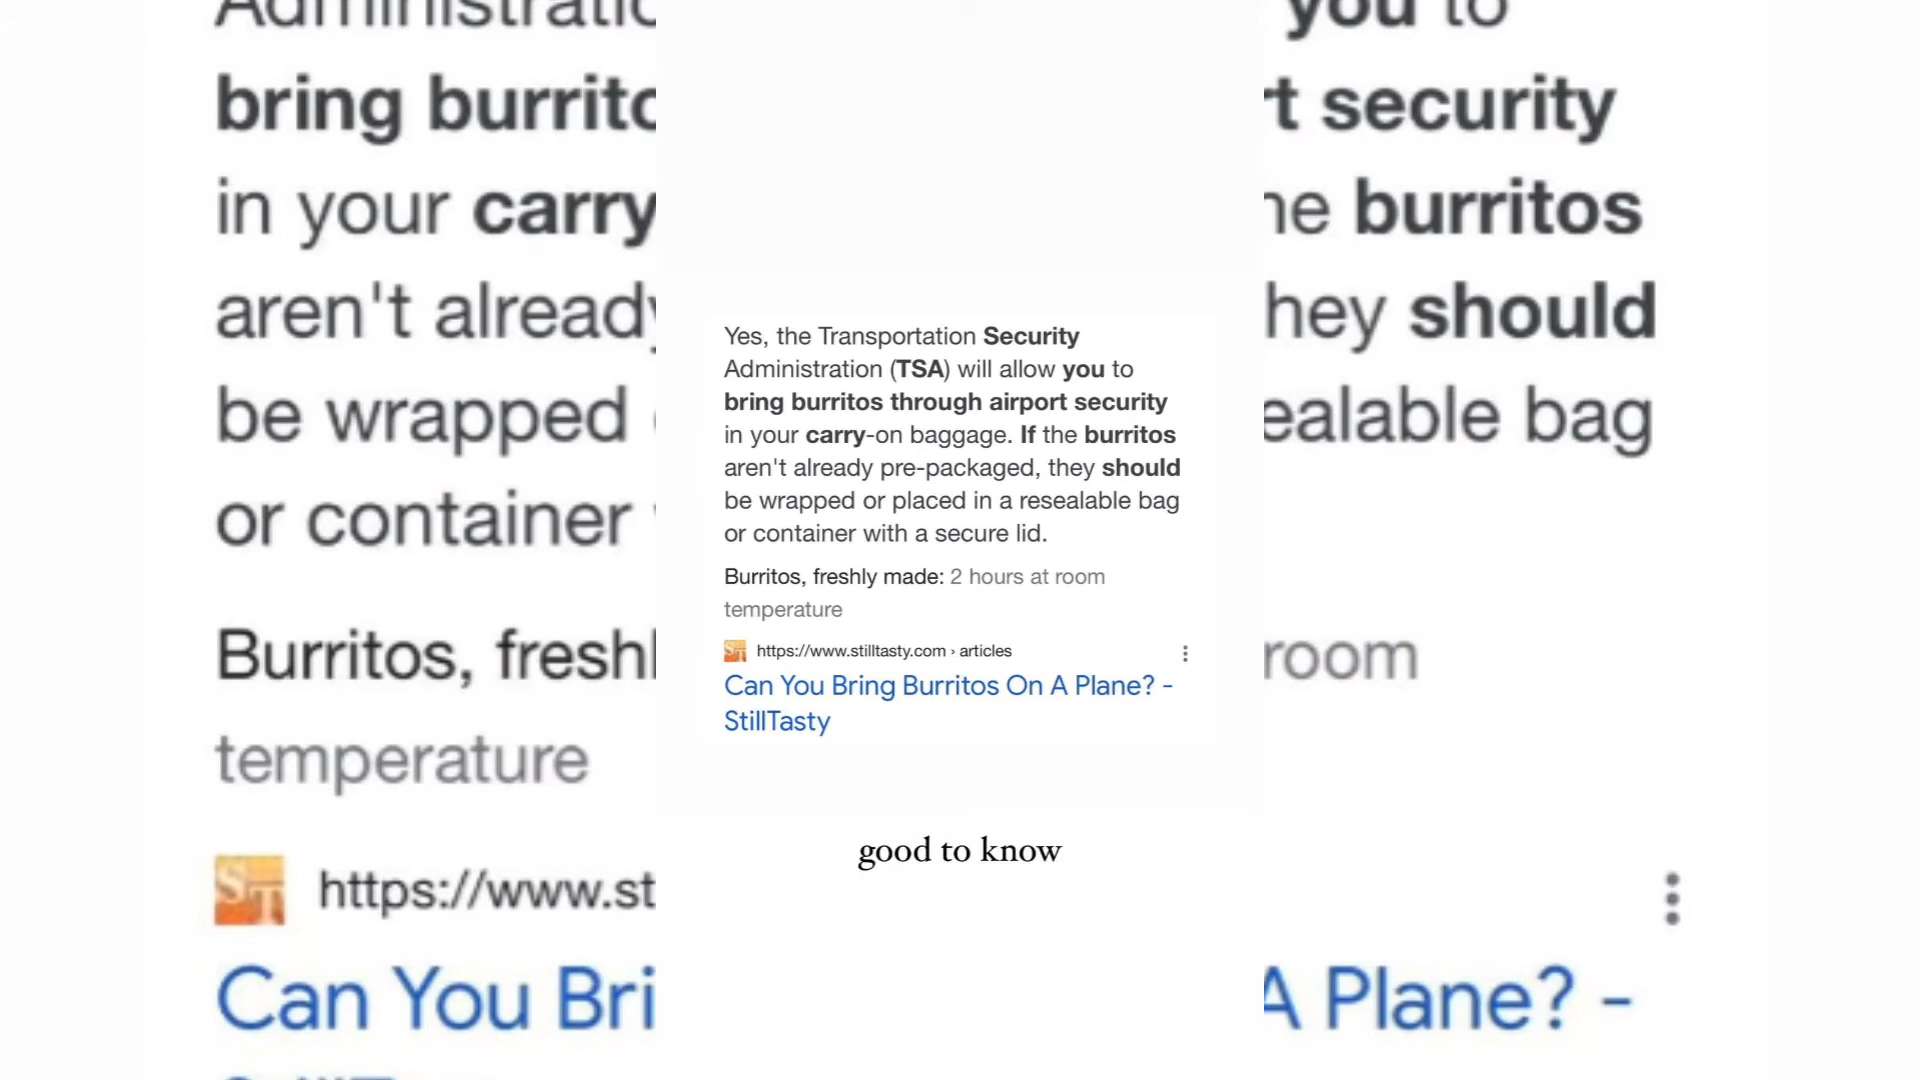 Yes, the Transportation Security
Administration (TSA) will allow you to
bring burritos through airport security
in your carry-on baggage. If the burritos
aren't already pre-packaged, they should
be wrapped or placed in a resealable bag
or container with a secure lid.
Burritos, freshly made: 2 hours at room
temperature
https://www.stilltasty.com › articles
Can You Bring Burritos On A Plane? -
StillTasty
good to know